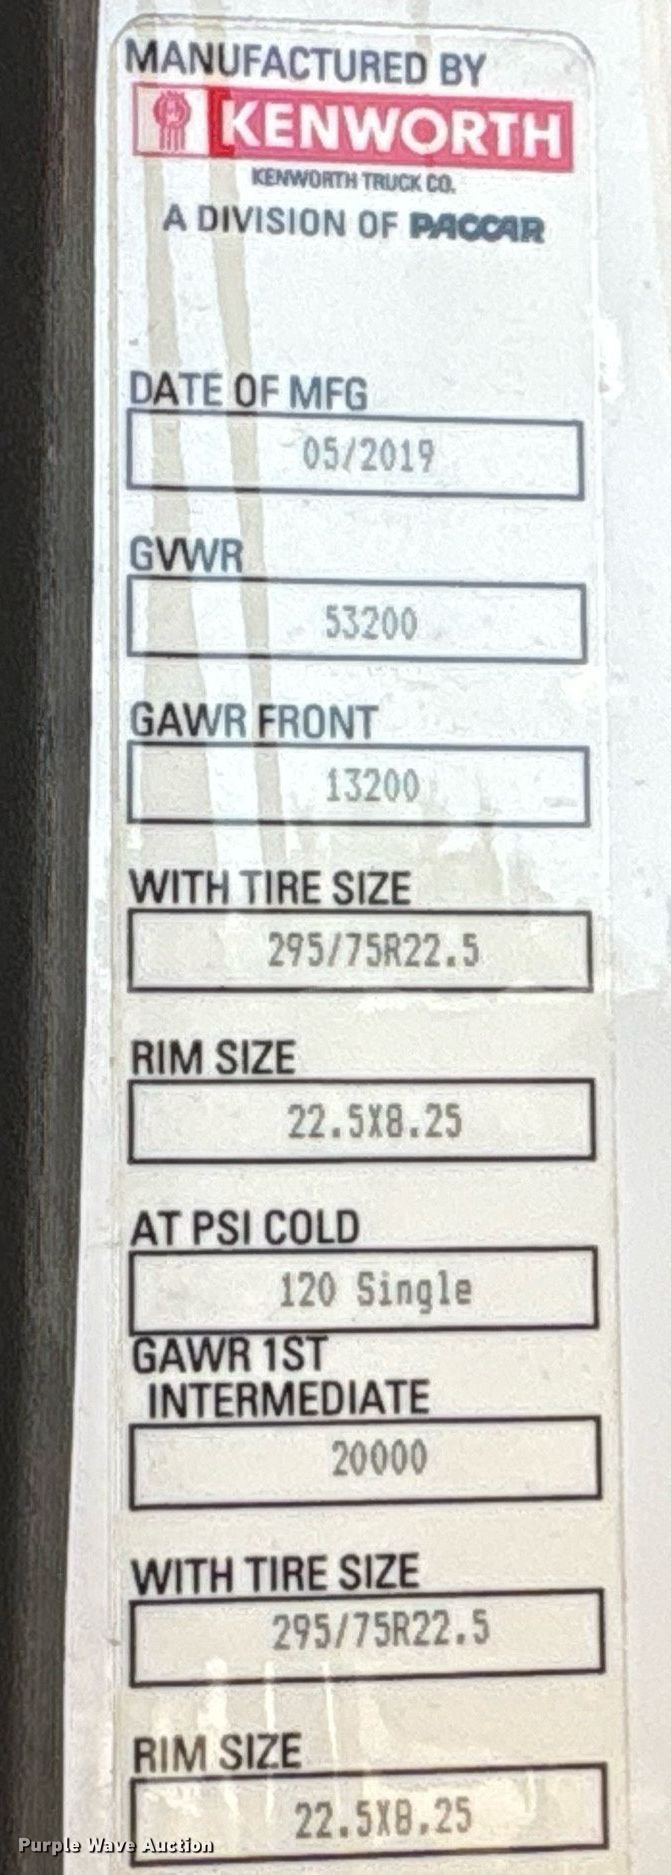 MANUFACTURED BY
KENWORTH
KENWORTH TRUCK CO.
A DIVISION OF PACCAR
DATE OF MFG
05/2019
GVWR
53200
GAWR FRONT
13200
WITH TIRE SIZE
295/75R22.5
RIM SIZE
22.5X8.25
AT PSI COLD
120 Single
GAWR 1ST
INTERMEDIATE
20000
WITH TIRE SIZE
295/75R22.5
RIM SIZE
22.5X8.25
Purple Wave Auction